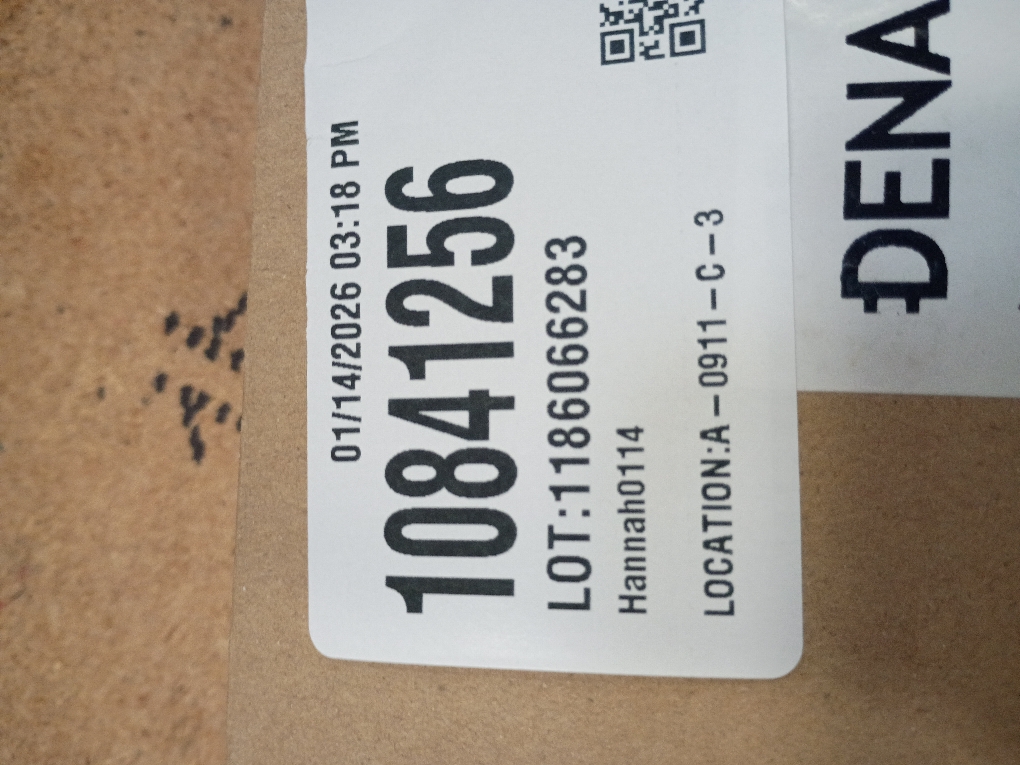 01/14/2026 03:18 PM
10841256
LOT:1186066283
Hannah0114
LOCATION:A-0911-C-3
DENA